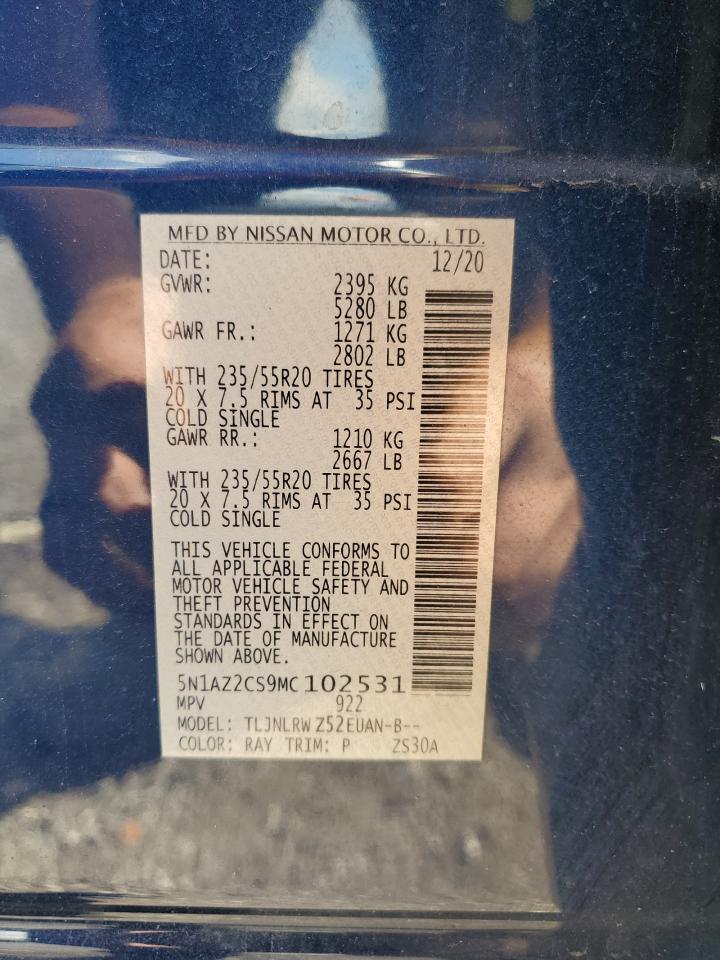 MFD BY NISSAN MOTOR CO., LTD.
DATE: 12/20
GVWR: 2395 KG
5280 LB
GAWR FR.: 1271 KG
2802 LB
WITH 235/55R20 TIRES
20 X 7.5 RIMS AT 35 PSI
COLD SINGLE
GAWR RR.: 1210 KG
2667 LB
WITH 235/55R20 TIRES
20 X 7.5 RIMS AT 35 PSI
COLD SINGLE
THIS VEHICLE CONFORMS TO
ALL APPLICABLE FEDERAL
MOTOR VEHICLE SAFETY AND
THEFT PREVENTION
STANDARDS IN EFFECT ON
THE DATE OF MANUFACTURE
SHOWN ABOVE.
5N1AZ2CS9MC102531
MPV 922
MODEL: TLJNLRW Z52EUAN-B--
COLOR: RAY TRIM: P ZS30A